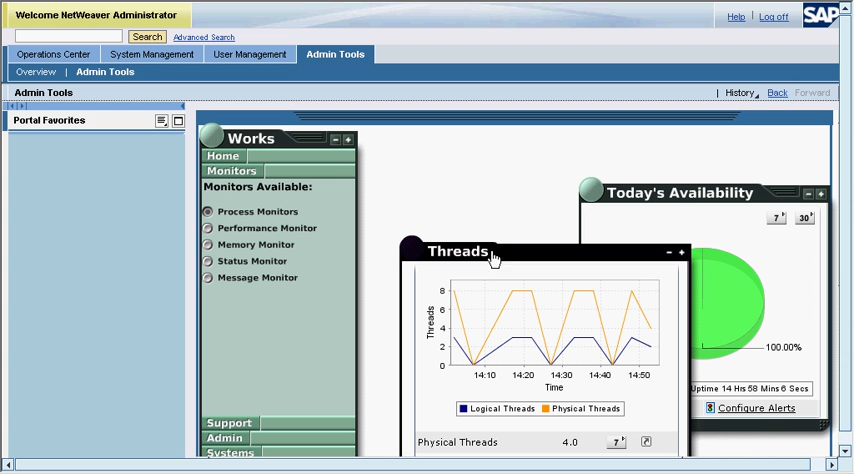 Welcome NetWeaver Administrator
Help Log off
SAP
Search Advanced Search
Operations Center System Management User Management Admin Tools
Overview | Admin Tools
Admin Tools
| History Back Forward
Portal Favorites
Works
Home
Monitors
Monitors Available:
Process Monitors
Performance Monitor
Memory Monitor
Status Monitor
Message Monitor
Support
Admin
Systems
Threads
Threads
8
6
4
2
0
14:10 14:20 14:30 14:40 14:50
Time
Logical Threads Physical Threads
Physical Threads 4.0 7
Today's Availability
7 30
100.00%
Uptime 14 Hrs 58 Mins 6 Secs
Configure Alerts